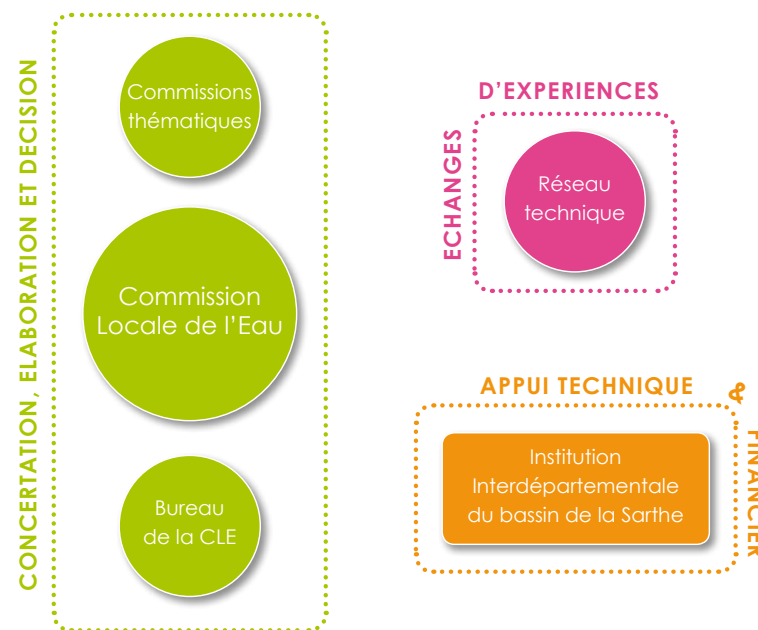 CONCERTATION, ELABORATION ET DECISION
Commissions
thématiques
Commission
Locale de l’Eau
Bureau
de la CLE
ECHANGES
D’EXPERIENCES
Réseau
technique
APPUI TECHNIQUE
&
FINANCIER
Institution
Interdépartementale
du bassin de la Sarthe